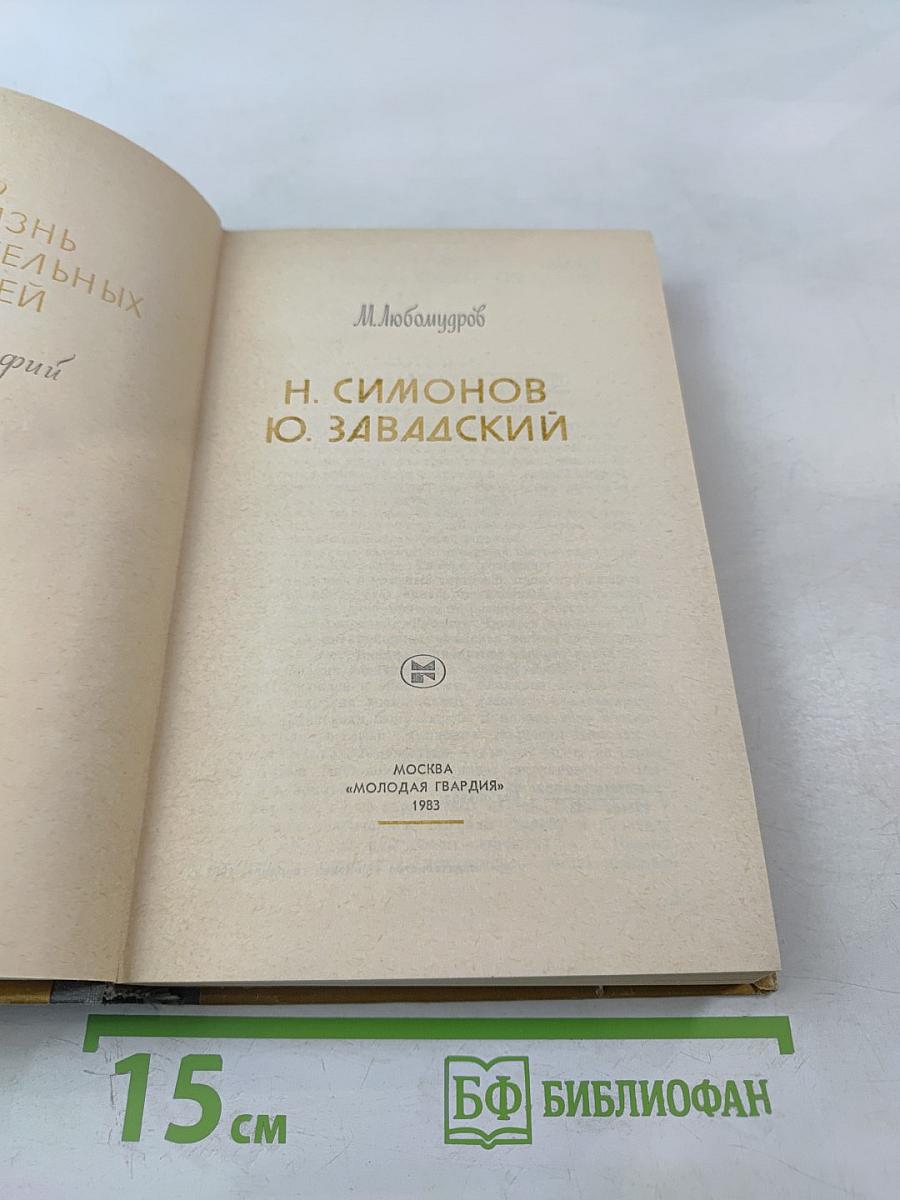 М.Любомудров
Н. СИМОНОВ
Ю. ЗАВАДСКИЙ
МОСКВА
«МОЛОДАЯ ГВАРДИЯ»
1983
15 см
БФ БИБЛИОФАН